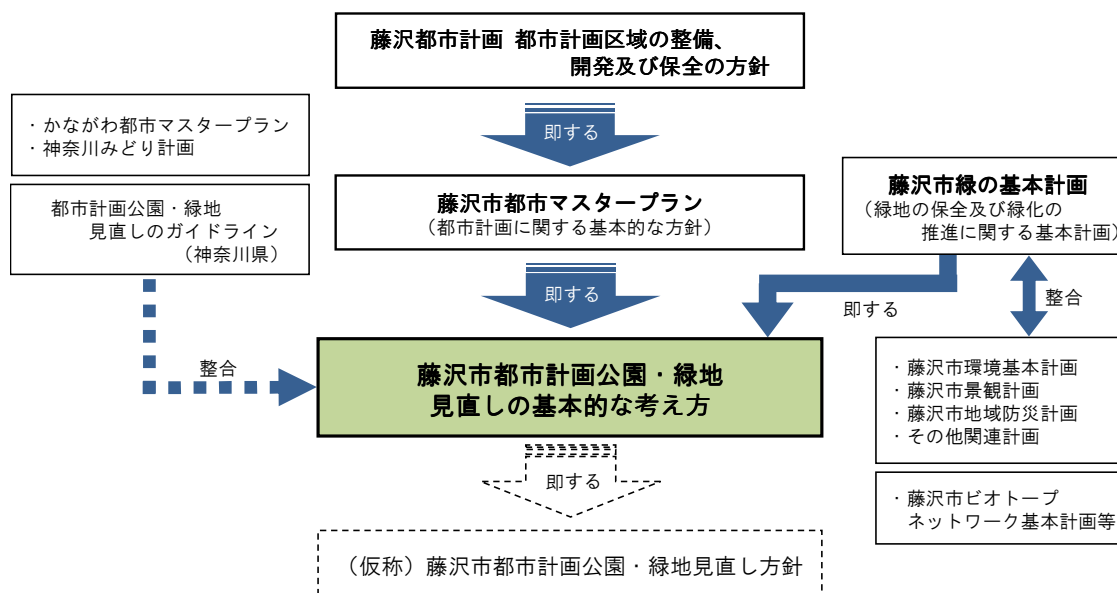 藤沢都市計画 都市計画区域の整備、
開発及び保全の方針
即する
・かながわ都市マスタープラン
・神奈川みどり計画
都市計画公園・緑地
見直しのガイドライン
（神奈川県）
整合
藤沢市都市マスタープラン
（都市計画に関する基本的な方針）
即する
藤沢市緑の基本計画
（緑地の保全及び緑化の
推進に関する基本計画）
即する
整合
藤沢市都市計画公園・緑地
見直しの基本的な考え方
・藤沢市環境基本計画
・藤沢市景観計画
・藤沢市地域防災計画
・その他関連計画
・藤沢市ビオトープ
ネットワーク基本計画等
即する
（仮称）藤沢市都市計画公園・緑地見直し方針